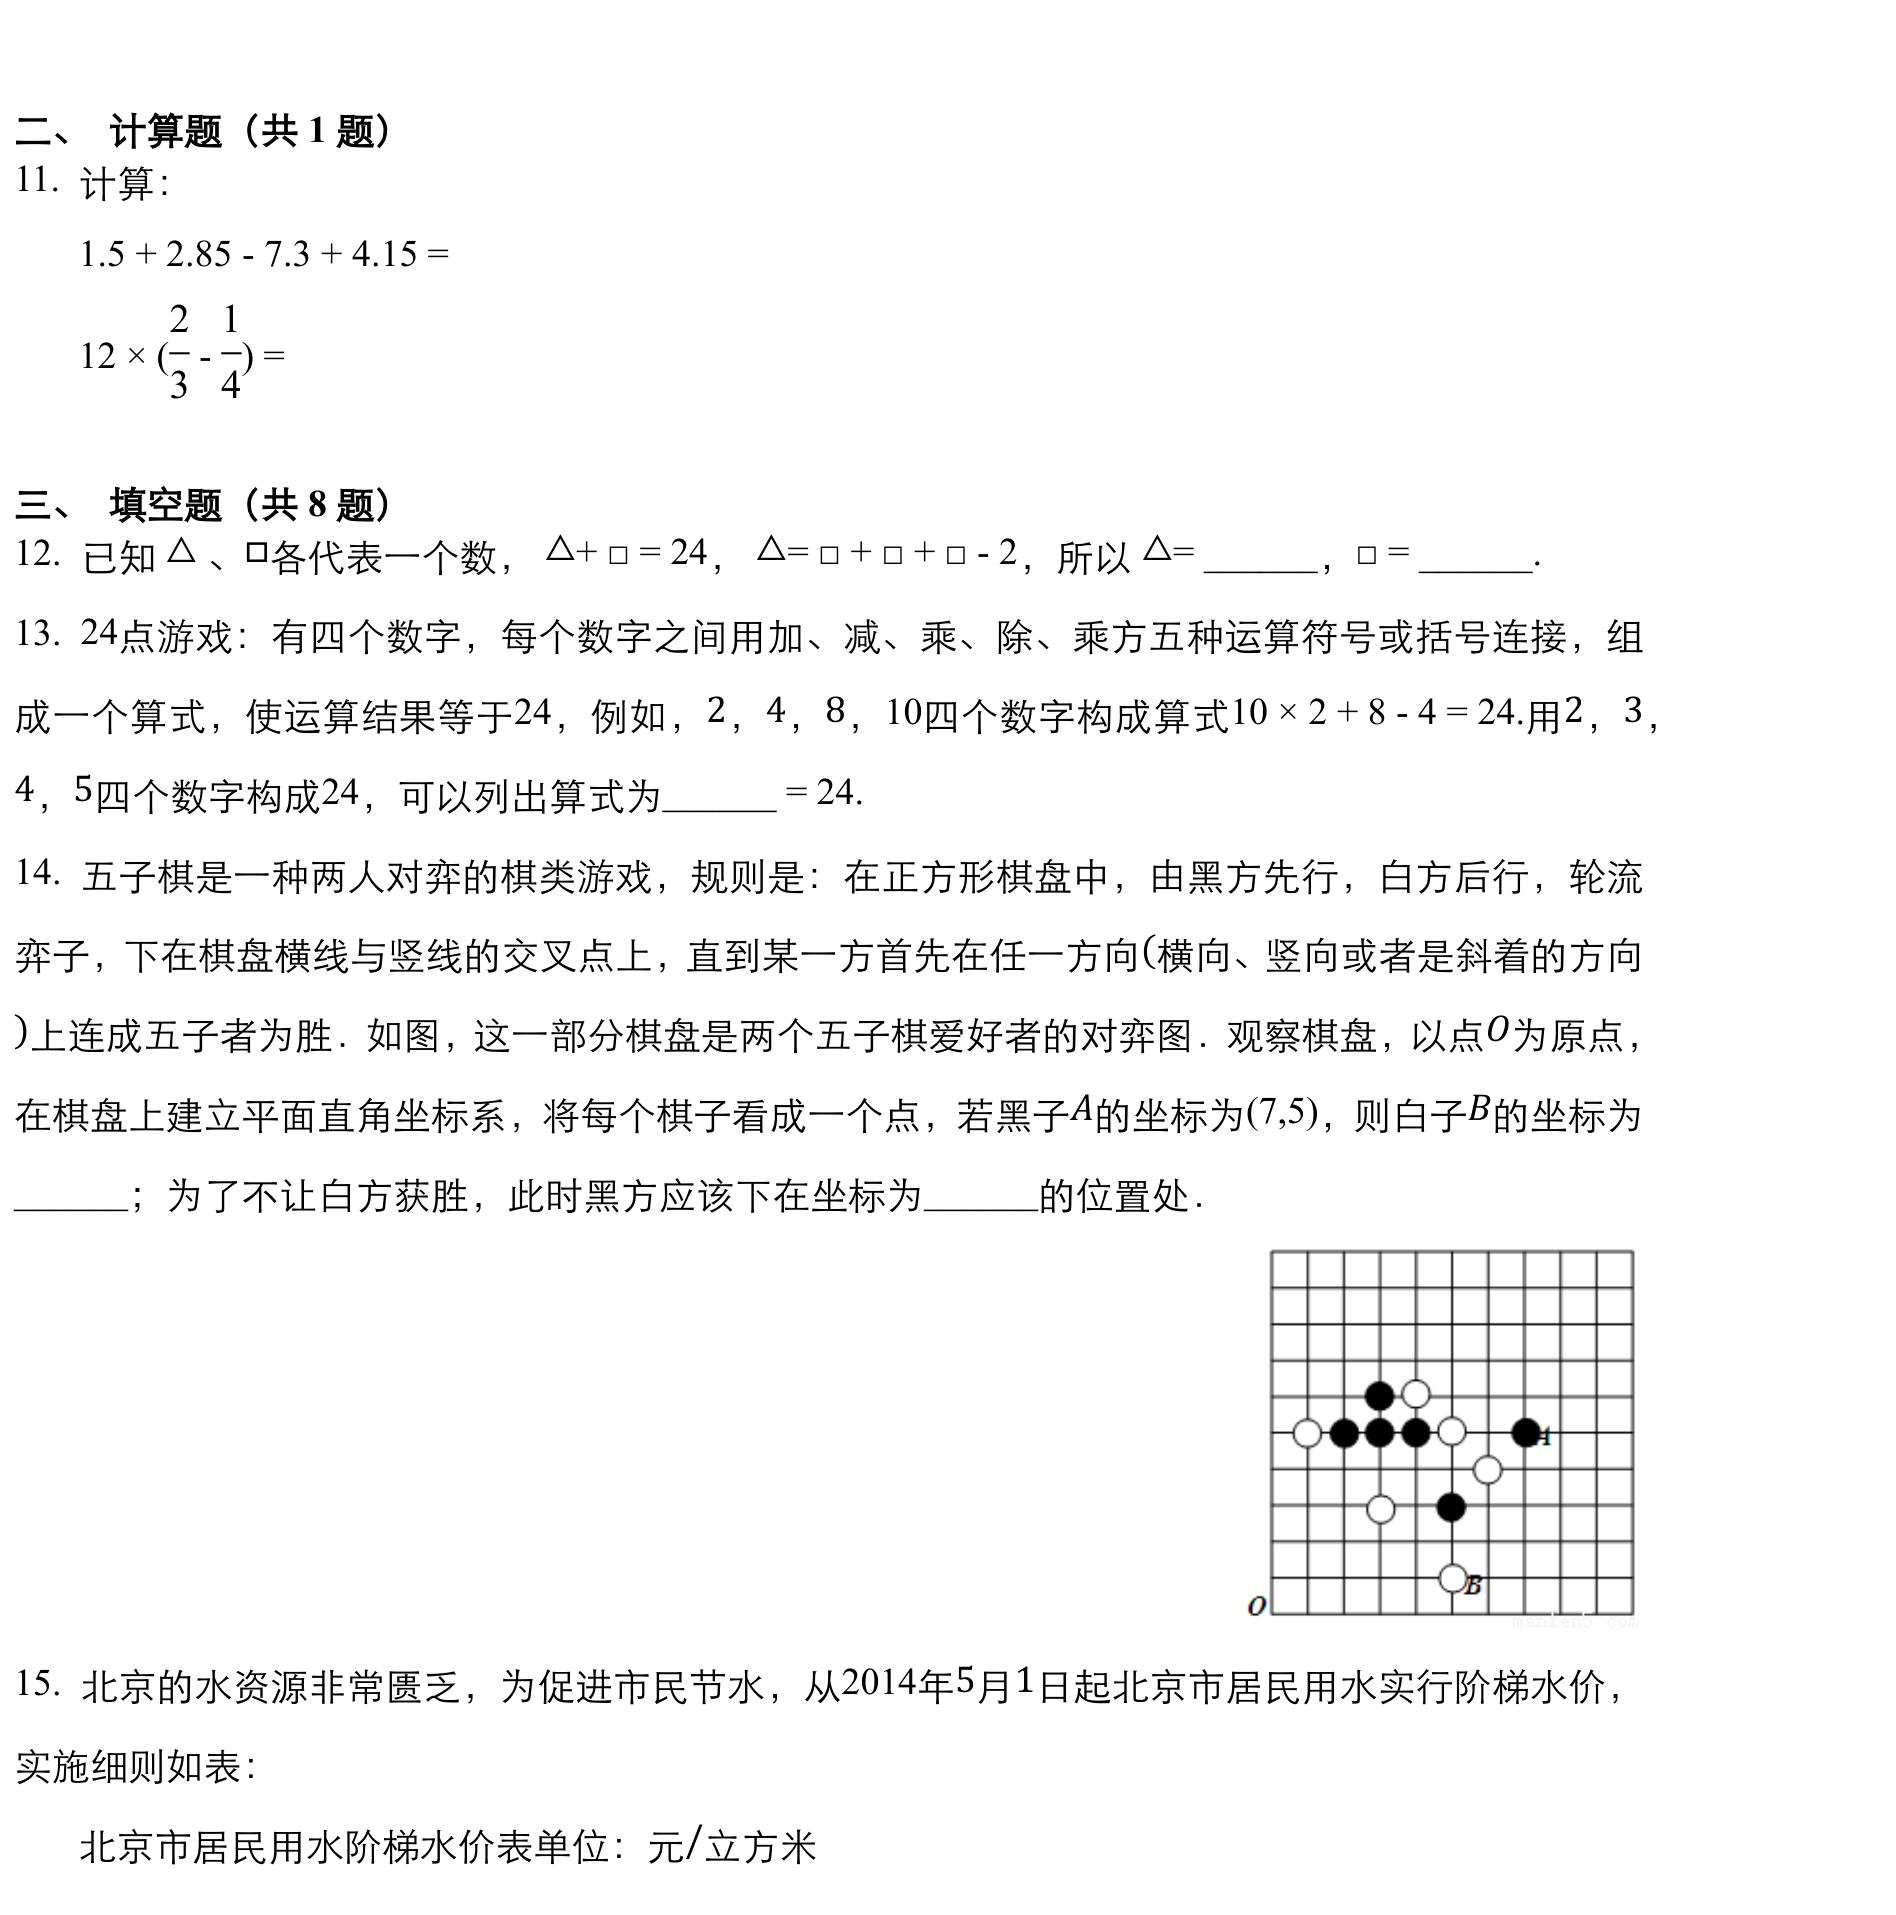 二、 计算题（共 1 题）
11. 计算：
1.5 + 2.85 - 7.3 + 4.15 =
12 × (2/3 - 1/4) =
三、 填空题（共 8 题）
12. 已知 △ 、□各代表一个数， △+ □ = 24， △= □ + □ + □ - 2，所以 △= ______，□ = ______.
13. 24点游戏：有四个数字，每个数字之间用加、减、乘、除、乘方五种运算符号或括号连接，组
成一个算式，使运算结果等于24，例如，2，4，8，10四个数字构成算式10 × 2 + 8 - 4 = 24.用2，3，
4，5四个数字构成24，可以列出算式为______ = 24.
14. 五子棋是一种两人对弈的棋类游戏，规则是：在正方形棋盘中，由黑方先行，白方后行，轮流
弈子，下在棋盘横线与竖线的交叉点上，直到某一方首先在任一方向(横向、竖向或者是斜着的方向
)上连成五子者为胜．如图，这一部分棋盘是两个五子棋爱好者的对弈图．观察棋盘，以点O为原点，
在棋盘上建立平面直角坐标系，将每个棋子看成一个点，若黑子A的坐标为(7,5)，则白子B的坐标为
______；为了不让白方获胜，此时黑方应该下在坐标为______的位置处．
A
B
O
15. 北京的水资源非常匮乏，为促进市民节水，从2014年5月1日起北京市居民用水实行阶梯水价，
实施细则如表：
北京市居民用水阶梯水价表单位：元/立方米